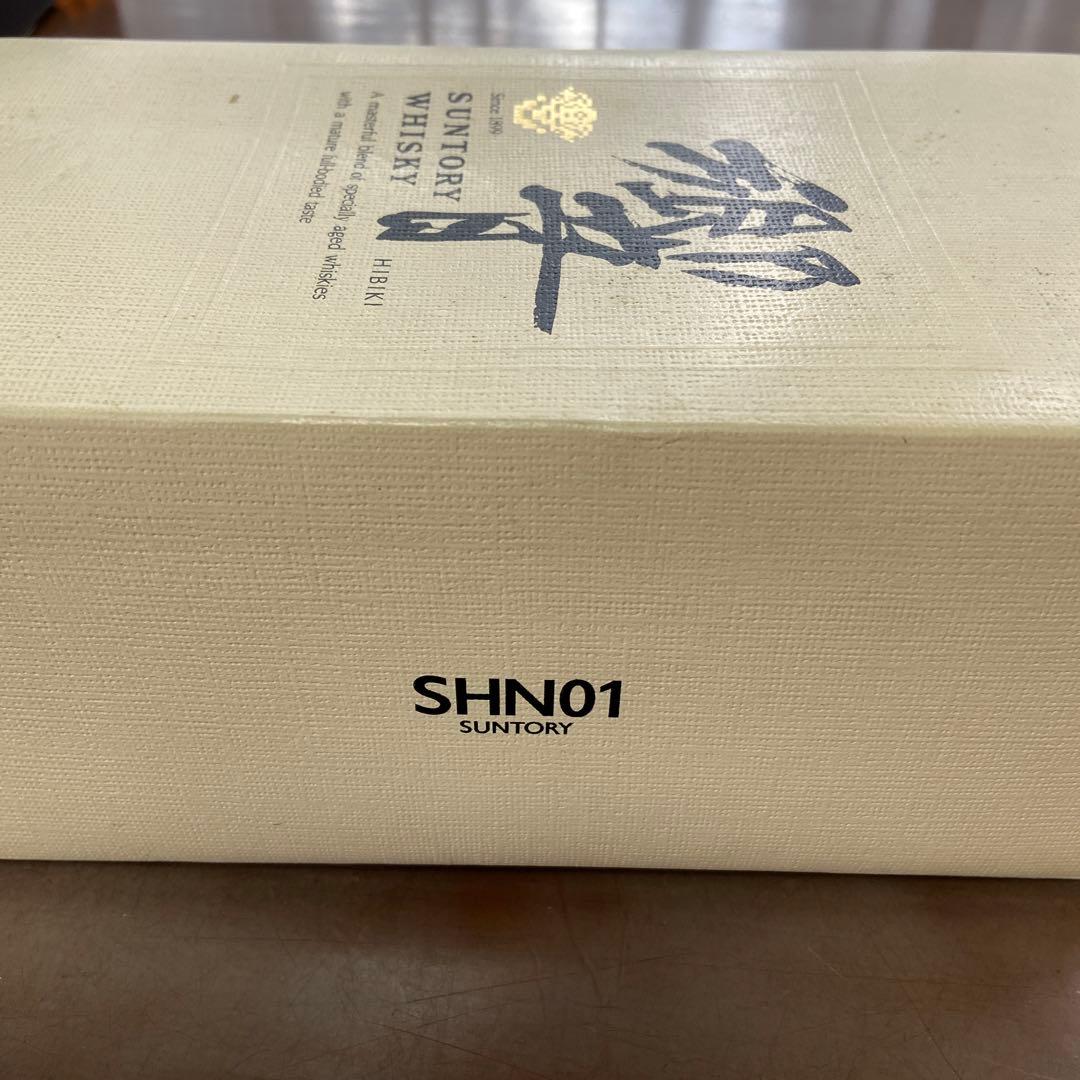 響
Since 1899
SUNTORY
WHISKY
HIBIKI
A masterful blend of specially aged whiskies
with a mature full-bodied taste
SHN01
SUNTORY